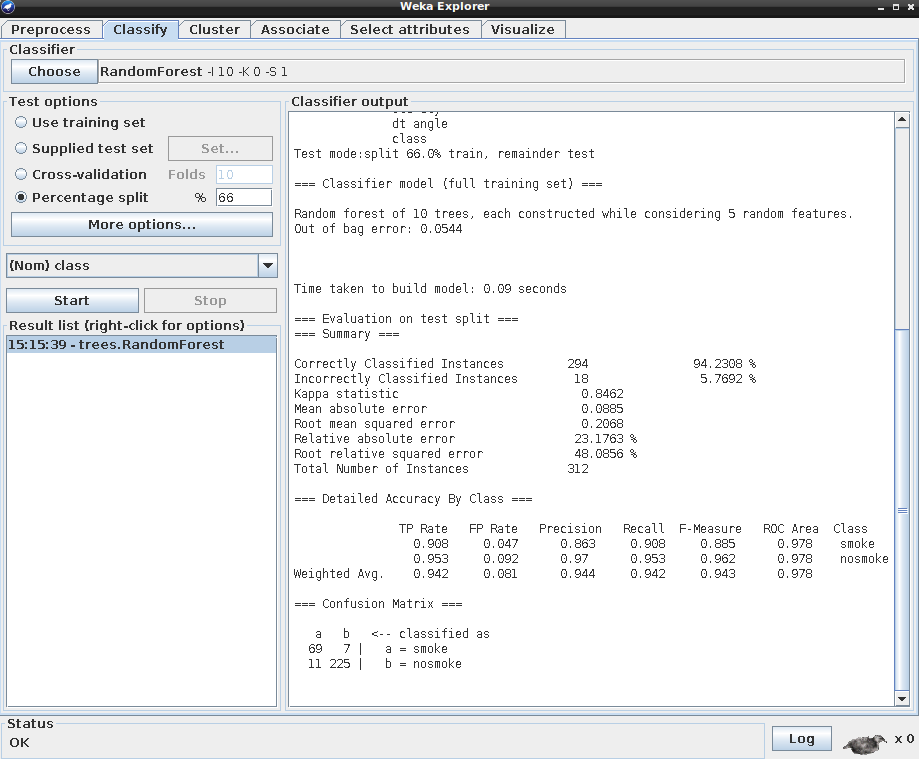 Weka Explorer
Preprocess Classify Cluster Associate Select attributes Visualize
Classifier
Choose RandomForest -I 10 -K 0 -S 1
Test options
Use training set
Supplied test set Set...
Cross-validation Folds 10
Percentage split % 66
More options...
(Nom) class
Start Stop
Result list (right-click for options)
15:15:39 - trees.RandomForest
Classifier output
dt angle
class
Test mode:split 66.0% train, remainder test
=== Classifier model (full training set) ===
Random forest of 10 trees, each constructed while considering 5 random features.
Out of bag error: 0.0544
Time taken to build model: 0.09 seconds
=== Evaluation on test split ===
=== Summary ===
Correctly Classified Instances 294 94.2308 %
Incorrectly Classified Instances 18 5.7692 %
Kappa statistic 0.8462
Mean absolute error 0.0885
Root mean squared error 0.2068
Relative absolute error 23.1763 %
Root relative squared error 48.0856 %
Total Number of Instances 312
=== Detailed Accuracy By Class ===
TP Rate FP Rate Precision Recall F-Measure ROC Area Class
0.908 0.047 0.863 0.908 0.885 0.978 smoke
0.953 0.092 0.97 0.953 0.962 0.978 nosmoke
Weighted Avg. 0.942 0.081 0.944 0.942 0.943 0.978
=== Confusion Matrix ===
a b <-- classified as
69 7 | a = smoke
11 225 | b = nosmoke
Status
OK
Log x 0